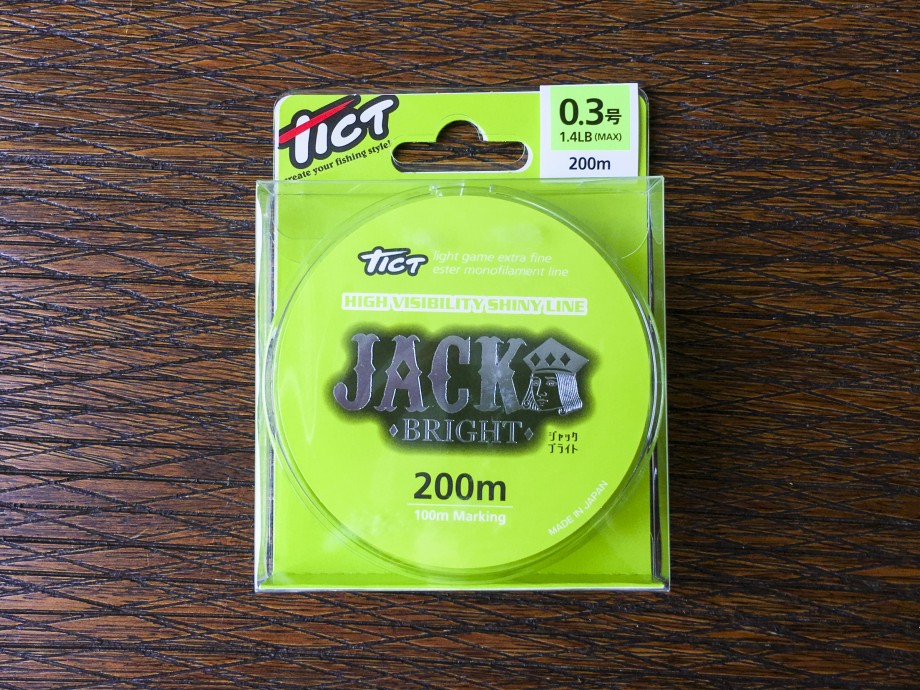 TICT
create your fishing style!
0.3号
1.4LB (MAX)
200m
TICT
light game extra fine
ester monofilament line
HIGH VISIBILITY SHINY LINE
JACK
BRIGHT
ジャック
ブライト
200m
100m Marking
MADE IN JAPAN